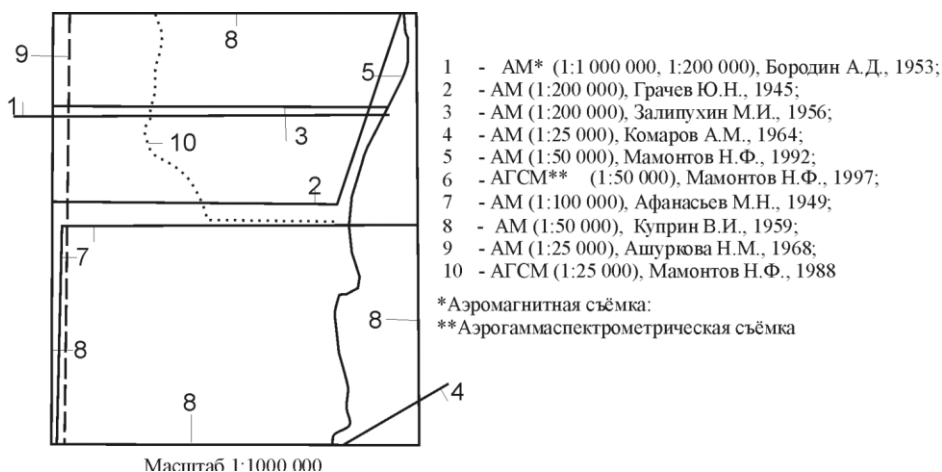 8
9
5
1
10
3
2
7
8
8
8
4
Масштаб 1:1000 000
1 - АМ* (1:1 000 000, 1:200 000), Бородин А.Д., 1953;
2 - АМ (1:200 000), Грачев Ю.Н., 1945;
3 - АМ (1:200 000), Залипухин М.И., 1956;
4 - АМ (1:25 000), Комаров А.М., 1964;
5 - АМ (1:50 000), Мамонтов Н.Ф., 1992;
6 - АГСМ** (1:50 000), Мамонтов Н.Ф., 1997;
7 - АМ (1:100 000), Афанасьев М.Н., 1949;
8 - АМ (1:50 000), Куприн В.И., 1959;
9 - АМ (1:25 000), Ашуркова Н.М., 1968;
10 - АГСМ (1:25 000), Мамонтов Н.Ф., 1988
*Аэромагнитная съёмка:
**Аэрогаммаспектрометрическая съёмка